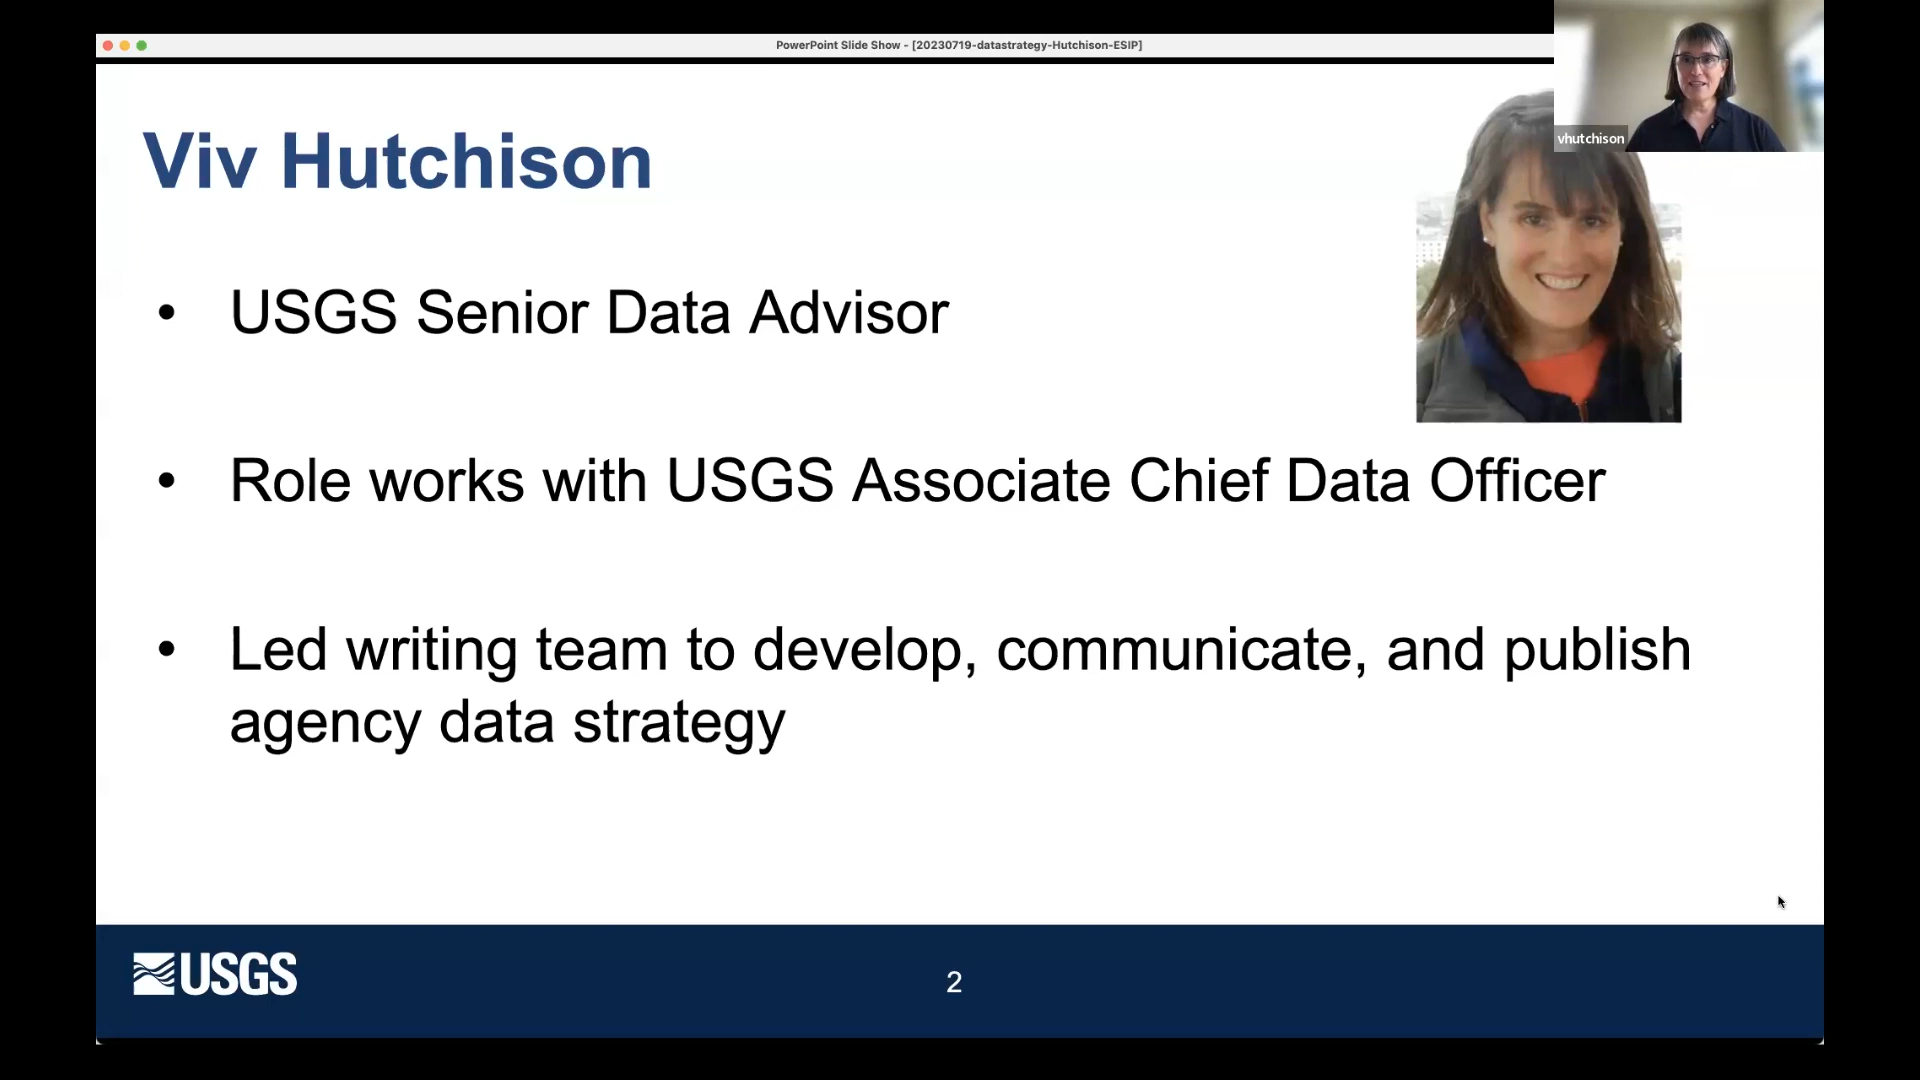 PowerPoint Slide Show - [20230719-datastrategy-Hutchison-ESIP]
vhutchison
Viv Hutchison
• USGS Senior Data Advisor
• Role works with USGS Associate Chief Data Officer
• Led writing team to develop, communicate, and publish
agency data strategy
USGS
2